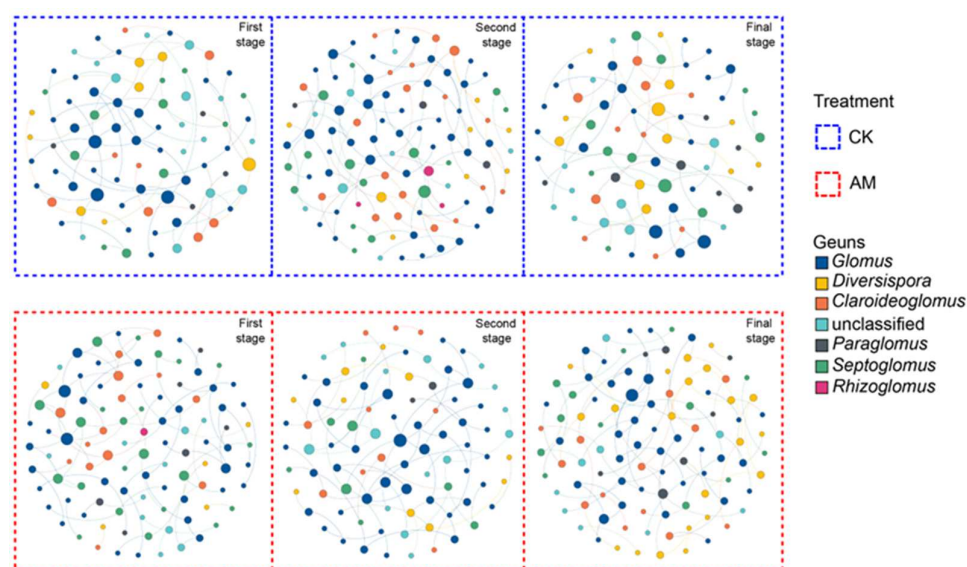 First
stage
Second
stage
Final
stage
First
stage
Second
stage
Final
stage
Treatment
CK
AM
Geuns
Glomus
Diversispora
Claroideoglomus
unclassified
Paraglomus
Septoglomus
Rhizoglomus